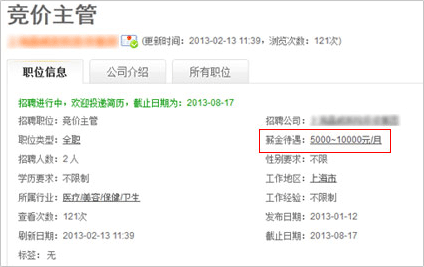 竞价主管
(更新时间：2013-02-13 11:39，浏览次数：121次)
职位信息 公司介绍 所有职位
招聘进行中，欢迎投递简历，截止日期为：2013-08-17
招聘职位：竞价主管 招聘公司：
职位类型：全职 薪金待遇：5000~10000元/月
招聘人数：2 人 性别要求：不限
学历要求：不限制 工作地区：上海市
所属行业：医疗/美容/保健/卫生 工作经验：不限制
查看次数：121次 发布日期：2013-01-12
刷新日期：2013-02-13 11:39 截止日期：2013-08-17
标签：无